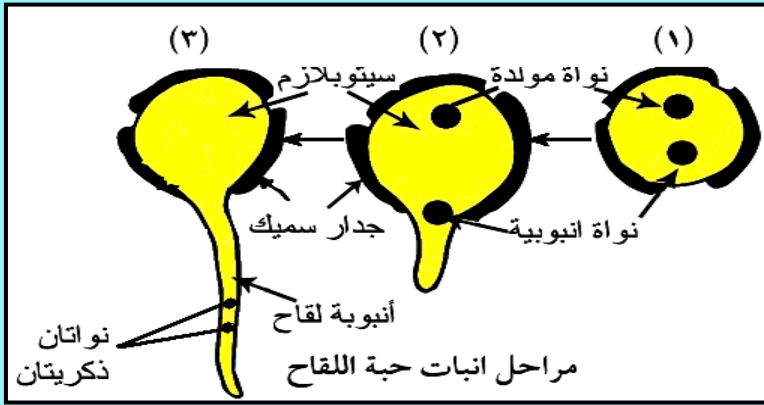 (١)
(٢)
(٣)
نواة مولدة
سيتوبلازم
نواة انبوبية
جدار سميك
أنبوبة لقاح
نواتان
ذكريتان
مراحل انبات حبة اللقاح